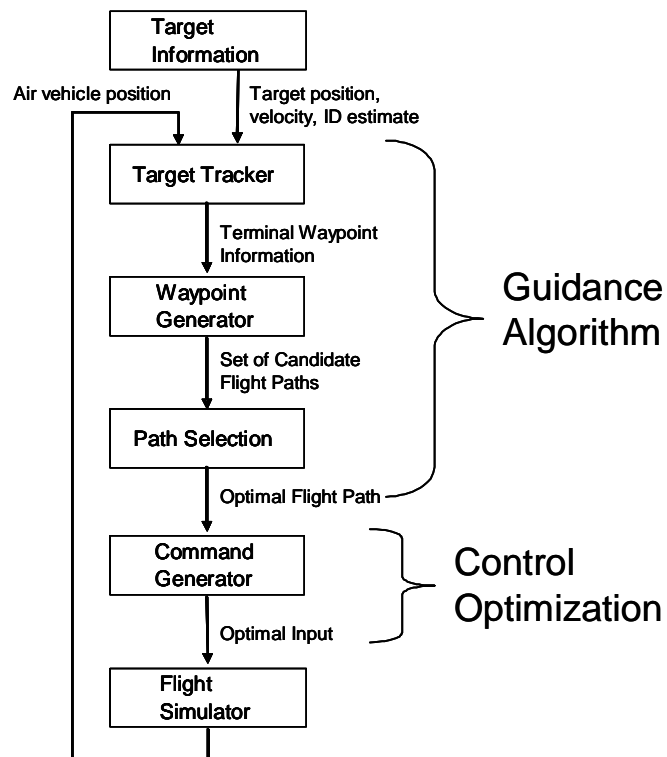 Target
Information
Air vehicle position
Target position,
velocity, ID estimate
Target Tracker
Terminal Waypoint
Information
Waypoint
Generator
Guidance
Algorithm
Set of Candidate
Flight Paths
Path Selection
Optimal Flight Path
Command
Generator
Control
Optimization
Optimal Input
Flight
Simulator